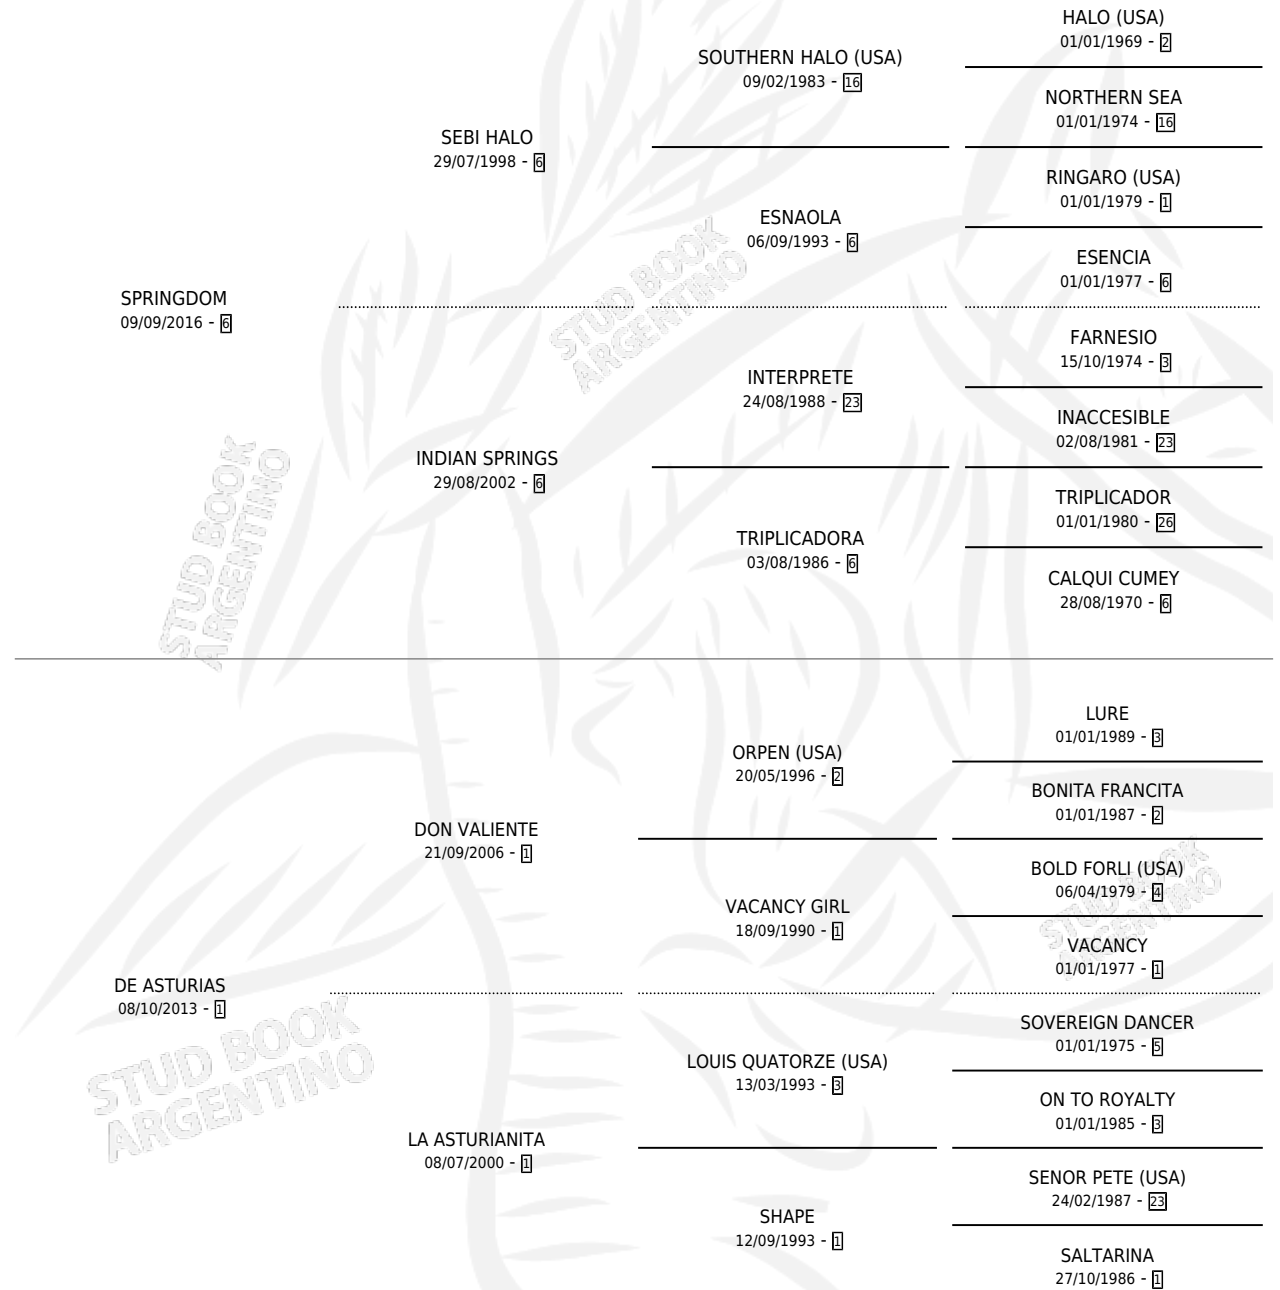 HALO (USA)
01/01/1969 - 2
SOUTHERN HALO (USA)
09/02/1983 - 16
NORTHERN SEA
01/01/1974 - 16
SEBI HALO
29/07/1998 - 6
RINGARO (USA)
01/01/1979 - 1
ESNAOLA
06/09/1993 - 6
ESENCIA
01/01/1977 - 6
SPRINGDOM
09/09/2016 - 6
FARNESIO
15/10/1974 - 3
INTERPRETE
24/08/1988 - 23
INACCESIBLE
02/08/1981 - 23
INDIAN SPRINGS
29/08/2002 - 6
TRIPLICADOR
01/01/1980 - 26
TRIPLICADORA
03/08/1986 - 6
CALQUI CUMEY
28/08/1970 - 6
LURE
01/01/1989 - 3
ORPEN (USA)
20/05/1996 - 2
BONITA FRANCITA
01/01/1987 - 2
DON VALIENTE
21/09/2006 - 1
BOLD FORLI (USA)
06/04/1979 - 4
VACANCY GIRL
18/09/1990 - 1
VACANCY
01/01/1977 - 1
DE ASTURIAS
08/10/2013 - 1
SOVEREIGN DANCER
01/01/1975 - 5
LOUIS QUATORZE (USA)
13/03/1993 - 3
ON TO ROYALTY
01/01/1985 - 3
LA ASTURIANITA
08/07/2000 - 1
SENOR PETE (USA)
24/02/1987 - 23
SHAPE
12/09/1993 - 1
SALTARINA
27/10/1986 - 1
STUD BOOK
ARGENTINO
STUD BOOK
ARGENTINO
STUD BOOK
ARGENTINO
STUD BOOK
ARGENTINO